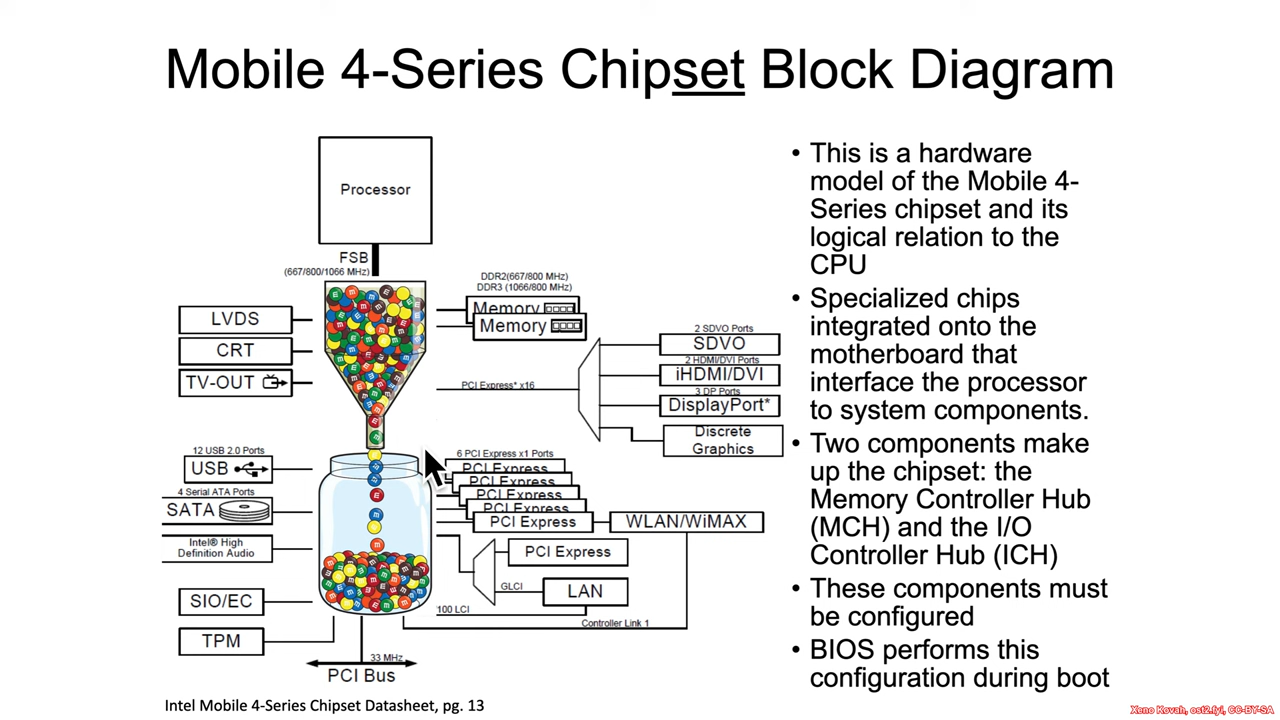 Mobile 4-Series Chipset Block Diagram
Processor
FSB
(667/800/1066 MHz)
DDR2(667/800 MHz)
DDR3 (1066/800 MHz)
LVDS
CRT
TV-OUT
Memory
Memory
PCI Express* x16
2 SDVO Ports
SDVO
2 HDMI/DVI Ports
iHDMI/DVI
3 DP Ports
DisplayPort*
Discrete
Graphics
12 USB 2.0 Ports
USB
4 Serial ATA Ports
SATA
Intel® High
Definition Audio
SIO/EC
TPM
6 PCI Express x1 Ports
PCI Express
PCI Express
PCI Express
PCI Express
PCI Express
WLAN/WiMAX
PCI Express
GLCI
LAN
100 LCI
Controller Link 1
33 MHz
PCI Bus
Intel Mobile 4-Series Chipset Datasheet, pg. 13
• This is a hardware
model of the Mobile 4-
Series chipset and its
logical relation to the
CPU
• Specialized chips
integrated onto the
motherboard that
interface the processor
to system components.
• Two components make
up the chipset: the
Memory Controller Hub
(MCH) and the I/O
Controller Hub (ICH)
• These components must
be configured
• BIOS performs this
configuration during boot
Xeno Kovah, ost2.fyi, CC-BY-SA